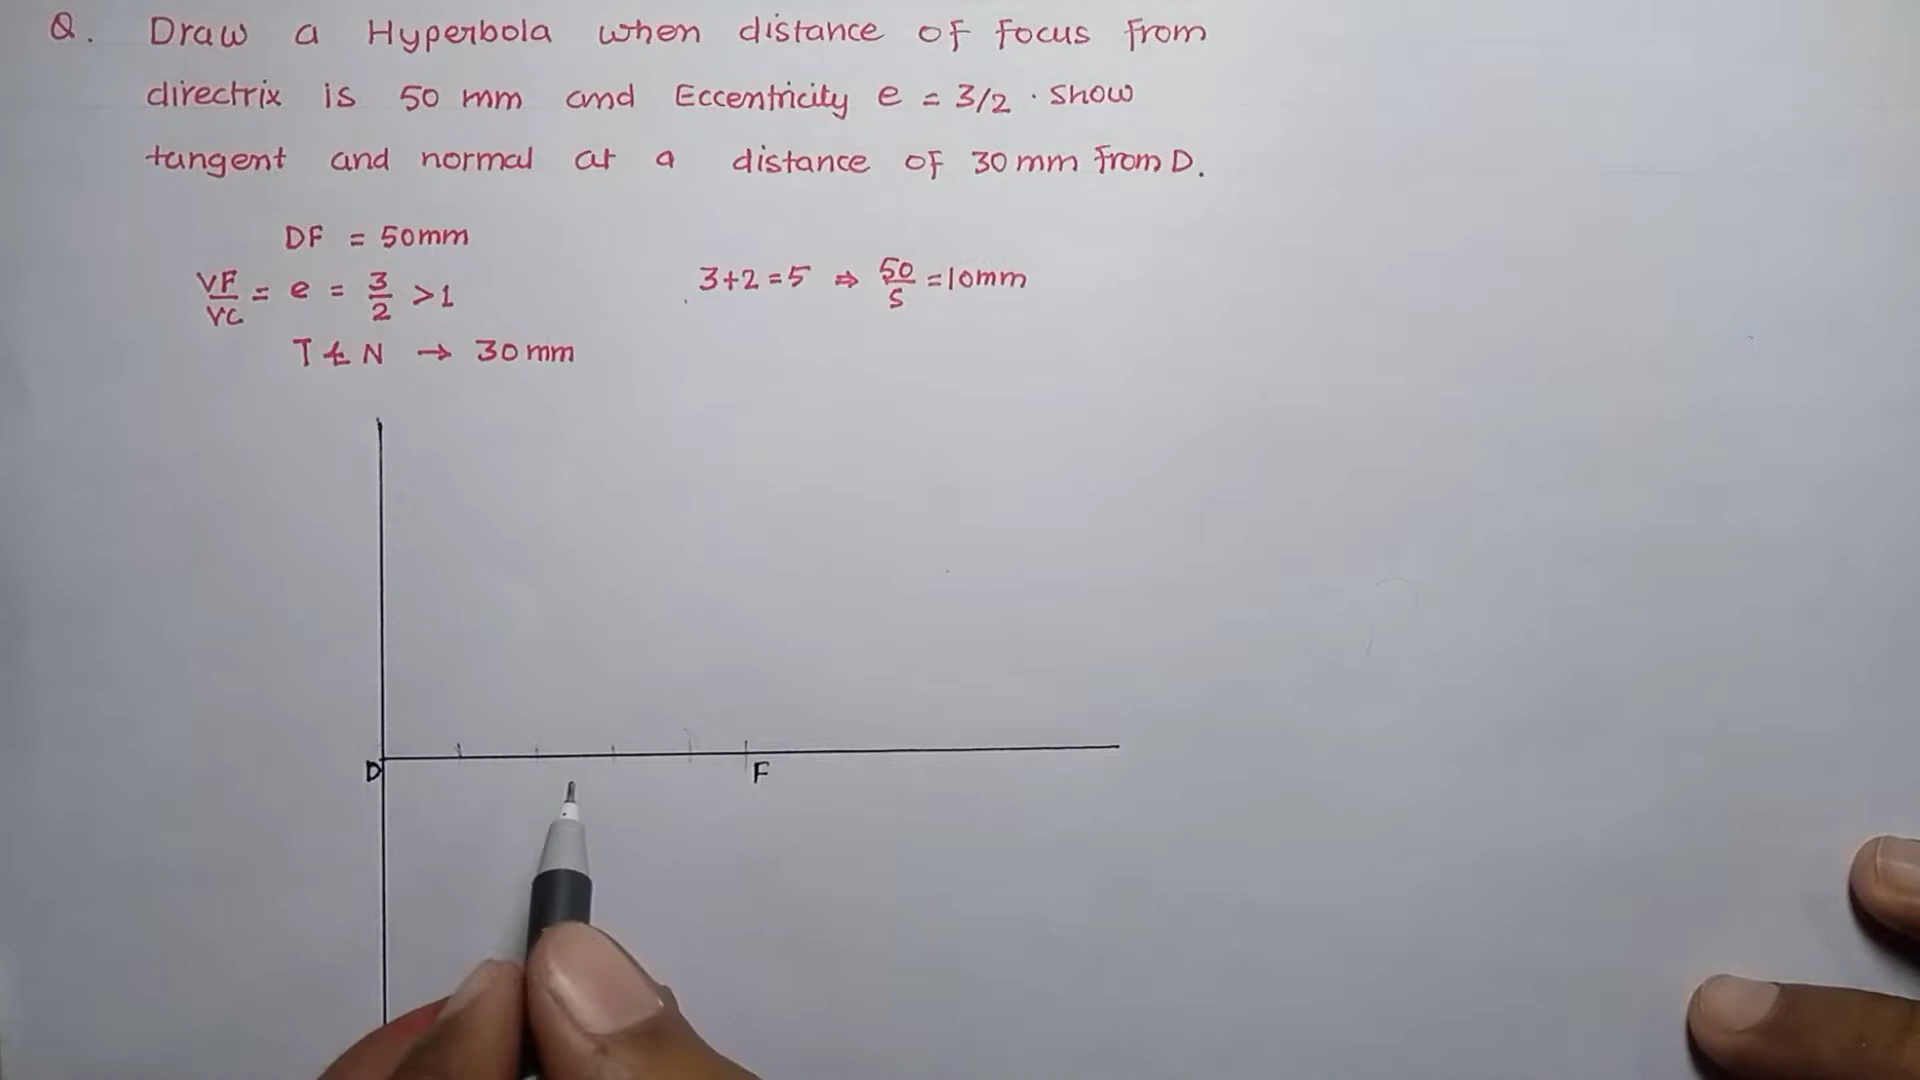 Q. Draw a Hyperbola when distance of focus from
directrix is 50 mm and Eccentricity e = 3/2 . Show
tangent and normal at a distance of 30 mm from D.
DF = 50mm
VF/VC = e = 3/2 > 1
3+2=5 ⇒ 50/5 = 10mm
T & N → 30 mm
D
F